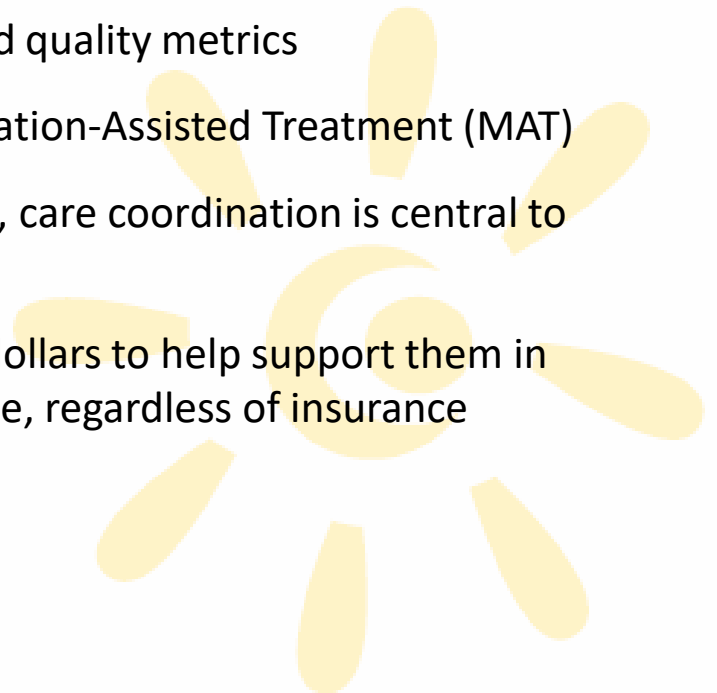 d quality metrics
ation-Assisted Treatment (MAT)
, care coordination is central to
ollars to help support them in
e, regardless of insurance